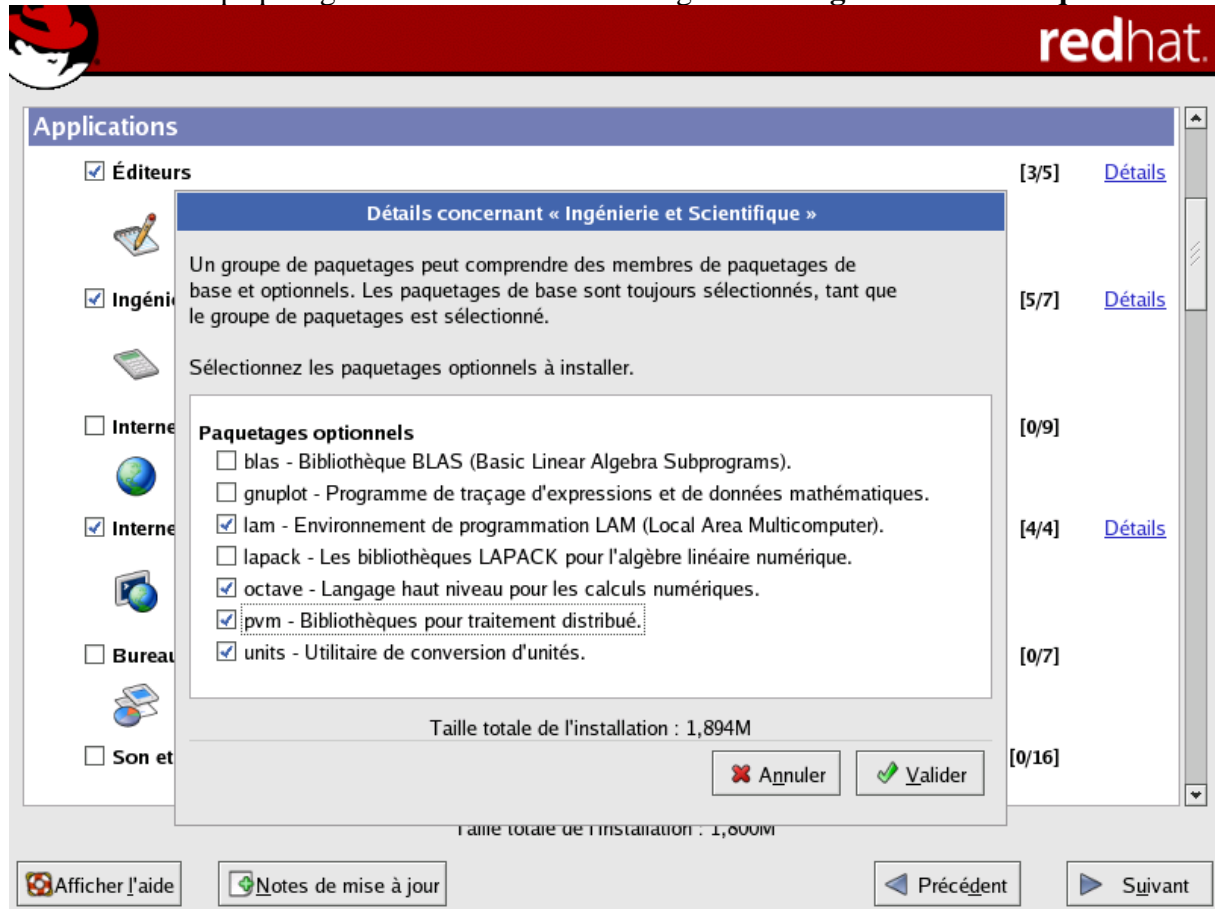 redhat.
Applications
Éditeurs [3/5] Détails
Détails concernant « Ingénierie et Scientifique »
Un groupe de paquetages peut comprendre des membres de paquetages de
base et optionnels. Les paquetages de base sont toujours sélectionnés, tant que
le groupe de paquetages est sélectionné.
Ingéni [5/7] Détails
Sélectionnez les paquetages optionnels à installer.
Interne [0/9]
Paquetages optionnels
blas - Bibliothèque BLAS (Basic Linear Algebra Subprograms).
gnuplot - Programme de traçage d'expressions et de données mathématiques.
lam - Environnement de programmation LAM (Local Area Multicomputer).
Interne [4/4] Détails
lapack - Les bibliothèques LAPACK pour l'algèbre linéaire numérique.
octave - Langage haut niveau pour les calculs numériques.
pvm - Bibliothèques pour traitement distribué.
units - Utilitaire de conversion d'unités.
Bureau [0/7]
Taille totale de l'installation : 1,894M
Son et [0/16]
Annuler Valider
Taille totale de l'installation : 1,800M
Afficher l'aide Notes de mise à jour Précédent Suivant